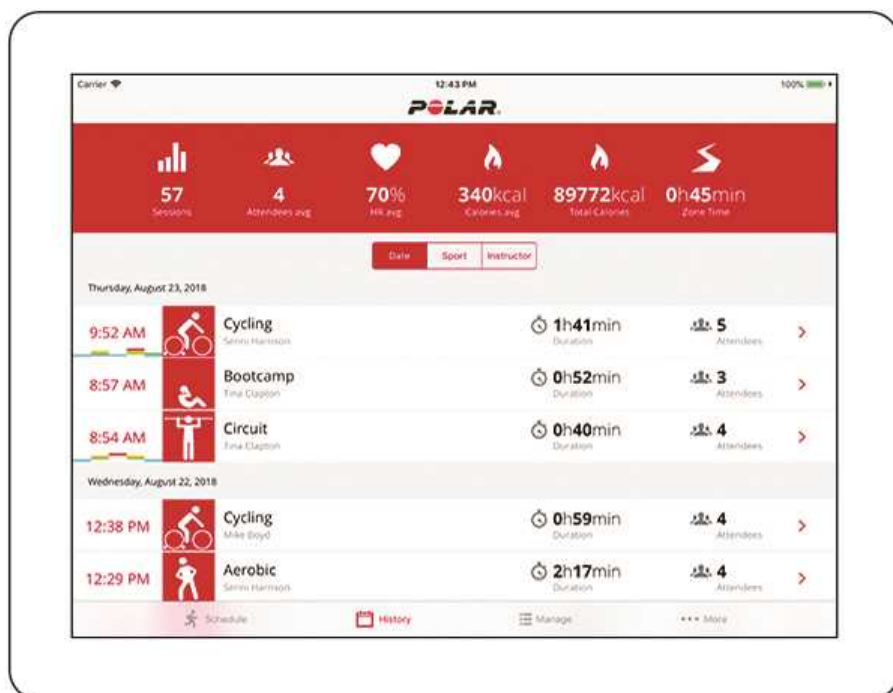 Carrier
12:43 PM
100%
POLAR.
57
Sessions
4
Attendees avg
70%
HR avg
340kcal
Calories avg
89772kcal
Total Calories
0h45min
Zone Time
Date
Sport
Instructor
Thursday, August 23, 2018
9:52 AM
Cycling
Senni Harrison
1h41min
Duration
5
Attendees
8:57 AM
Bootcamp
Tina Clapton
0h52min
Duration
3
Attendees
8:54 AM
Circuit
Tina Clapton
0h40min
Duration
4
Attendees
Wednesday, August 22, 2018
12:38 PM
Cycling
Mike Boyd
0h59min
Duration
4
Attendees
12:29 PM
Aerobic
Senni Harrison
2h17min
Duration
4
Attendees
Schedule
History
Manage
More